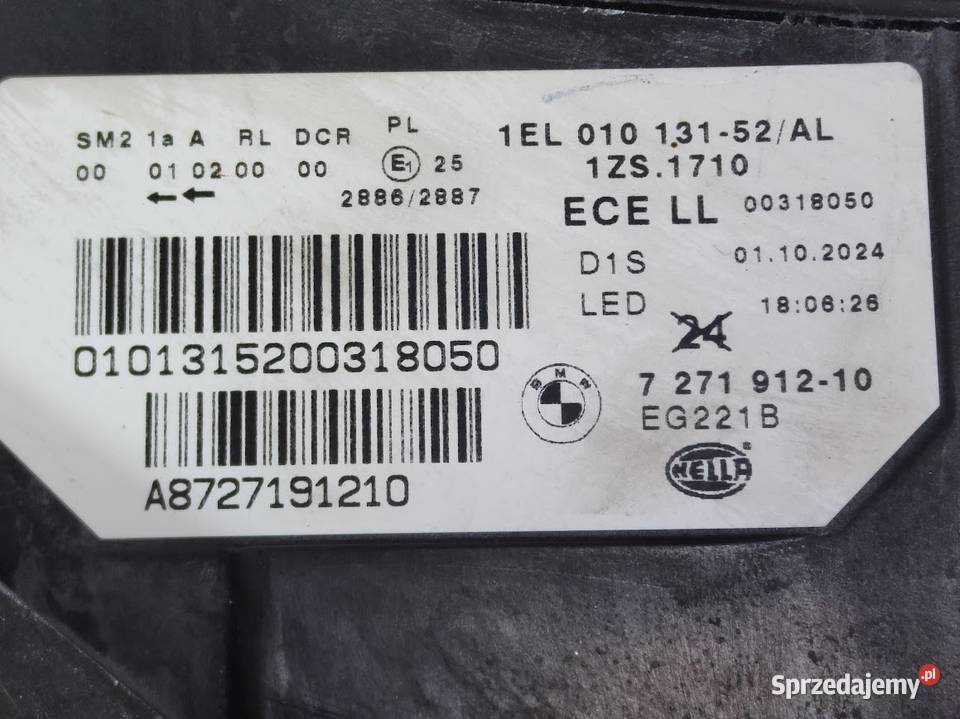 SM2 1a A RL DCR PL
00 01 02 00 00 E1 25
2886/2887
1EL 010 131-52/AL
1ZS.1710
ECE LL 00318050
D1S 01.10.2024
LED 18:06:26
24
0101315200318050
BMW
7 271 912-10
EG221B
A8727191210
HELLA
Sprzedajemy.pl